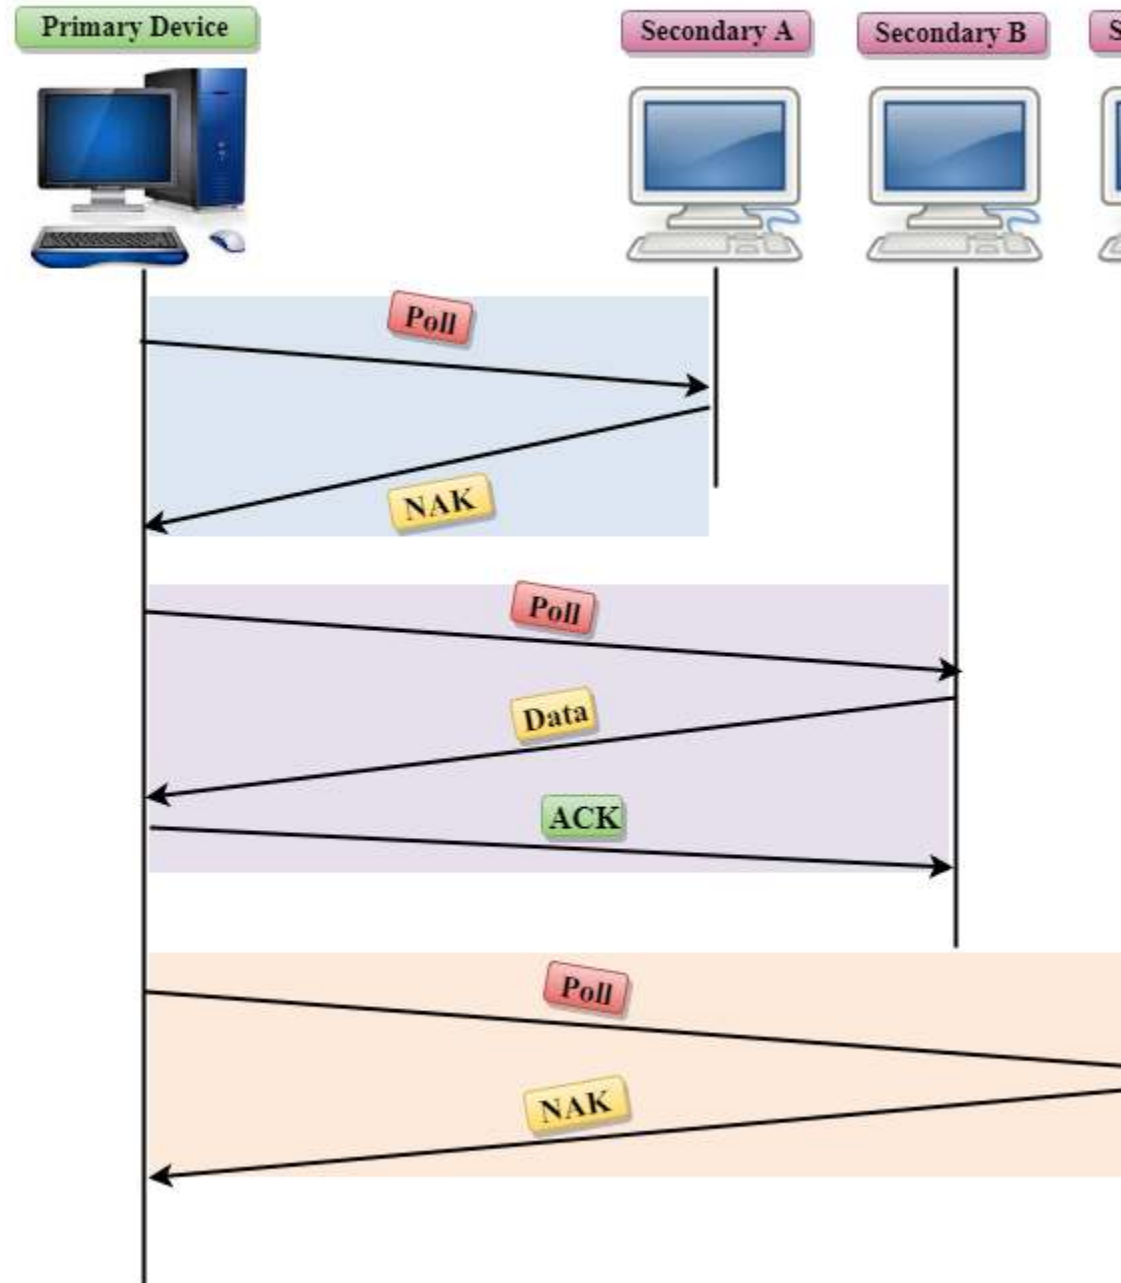 Primary Device
Secondary A
Secondary B
S
Poll
NAK
Poll
Data
ACK
Poll
NAK